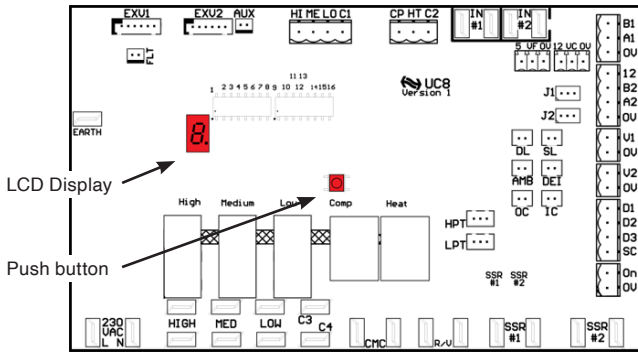 EXV1 EXV2 AUX HI ME LO C1 CP HT C2 IN #1 IN #2
FLT
5 VF 0V 12 VC 0V
B1
A1
0V
11 13
1 2 3 4 5 6 7 8 9 10 12 14 15 16
UC8
Version 1
J1
J2
12
B2
A2
0V
EARTH
8.
DL SL
V1
0V
LCD Display
AMB DEI
V2
0V
High Medium Low Comp Heat
OC IC
D1
D2
D3
SC
HPT
LPT
Push button
SSR #1 SSR #2
On
0V
230 VAC
L N
HIGH MED LOW C3 C4
CMC R/V SSR #1 SSR #2